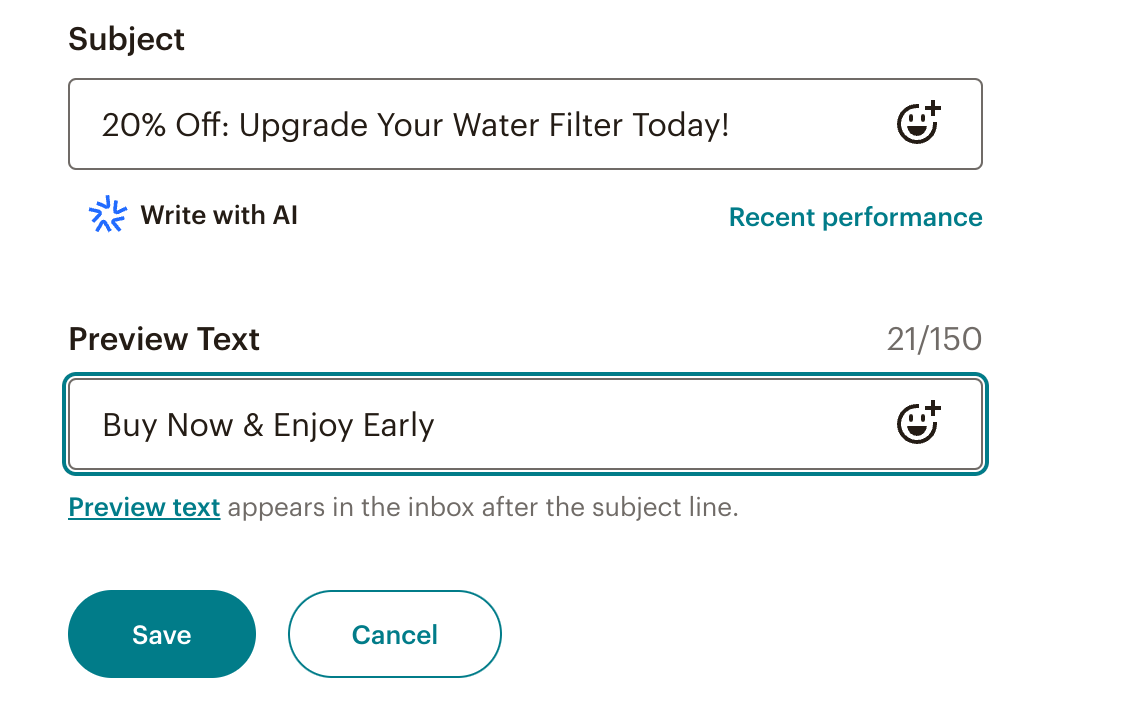 Subject
20% Off: Upgrade Your Water Filter Today!
Write with AI
Recent performance
Preview Text
21/150
Buy Now & Enjoy Early
Preview text appears in the inbox after the subject line.
Save
Cancel